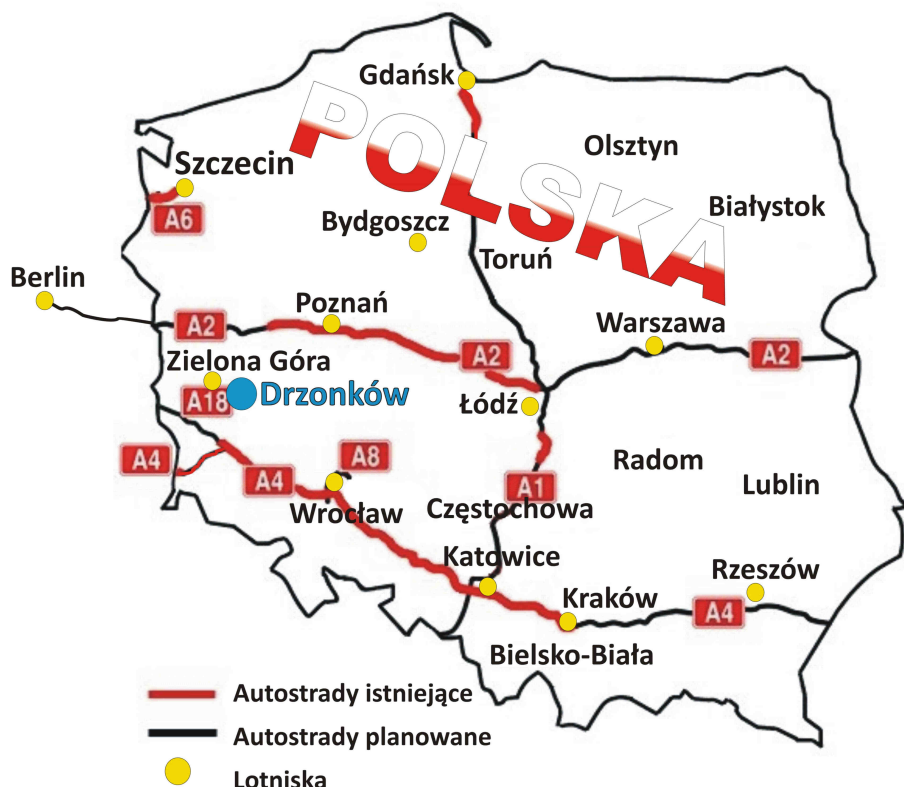 Gdańsk
POLSKA
Olsztyn
Szczecin
A6
Białystok
Bydgoszcz
Toruń
Berlin
Poznań
A2
Warszawa
A2
A2
Zielona Góra
A18
Drzonków
Łódź
A4
A4
A8
Wrocław
Radom
A1
Lublin
Częstochowa
Katowice
Rzeszów
Kraków
A4
Bielsko-Biała
Autostrady istniejące
Autostrady planowane
Lotniska